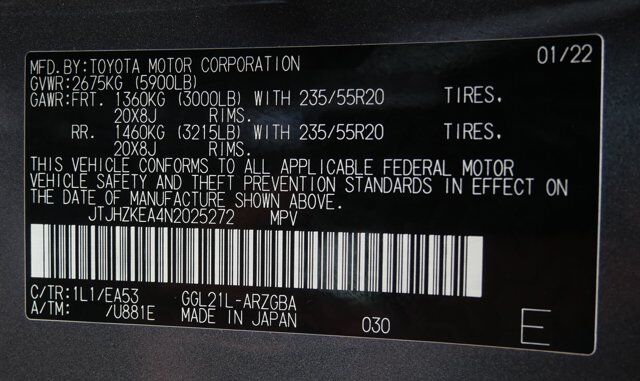 MFD.BY:TOYOTA MOTOR CORPORATION 01/22
GVWR:2675KG (5900LB)
GAWR:FRT. 1360KG (3000LB) WITH 235/55R20 TIRES,
20X8J RIMS.
RR. 1460KG (3215LB) WITH 235/55R20 TIRES,
20X8J RIMS.
THIS VEHICLE CONFORMS TO ALL APPLICABLE FEDERAL MOTOR
VEHICLE SAFETY AND THEFT PREVENTION STANDARDS IN EFFECT ON
THE DATE OF MANUFACTURE SHOWN ABOVE.
JTJHZKEA4N2025272 MPV
C/TR:1L1/EA53 GGL21L-ARZGBA
A/TM: /U881E MADE IN JAPAN 030 E